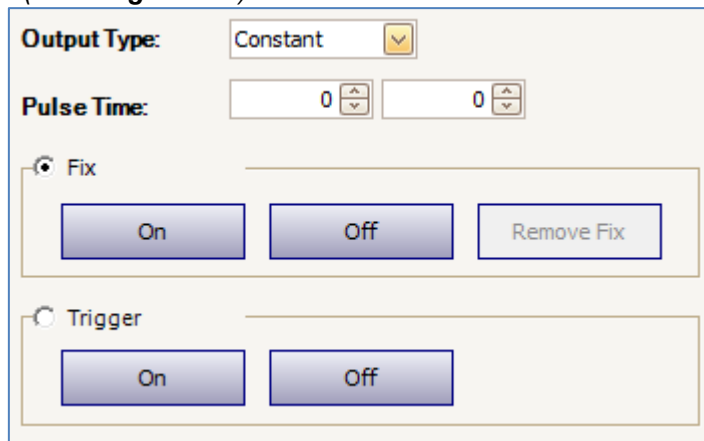 Output Type: Constant
Pulse Time: 0 0
Fix
On Off Remove Fix
Trigger
On Off